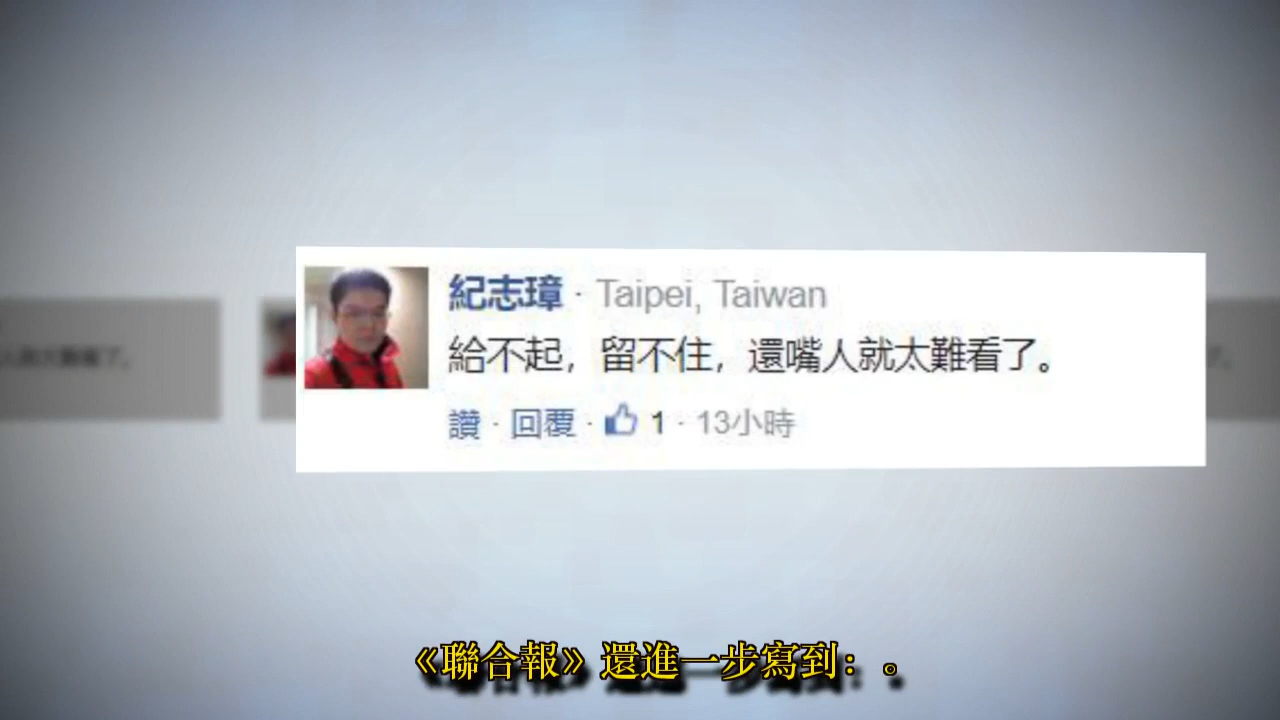 紀志璋 · Taipei, Taiwan
給不起，留不住，還嘴人就太難看了。
讚 · 回覆 · 1 · 13小時
《聯合報》還進一步寫到：。